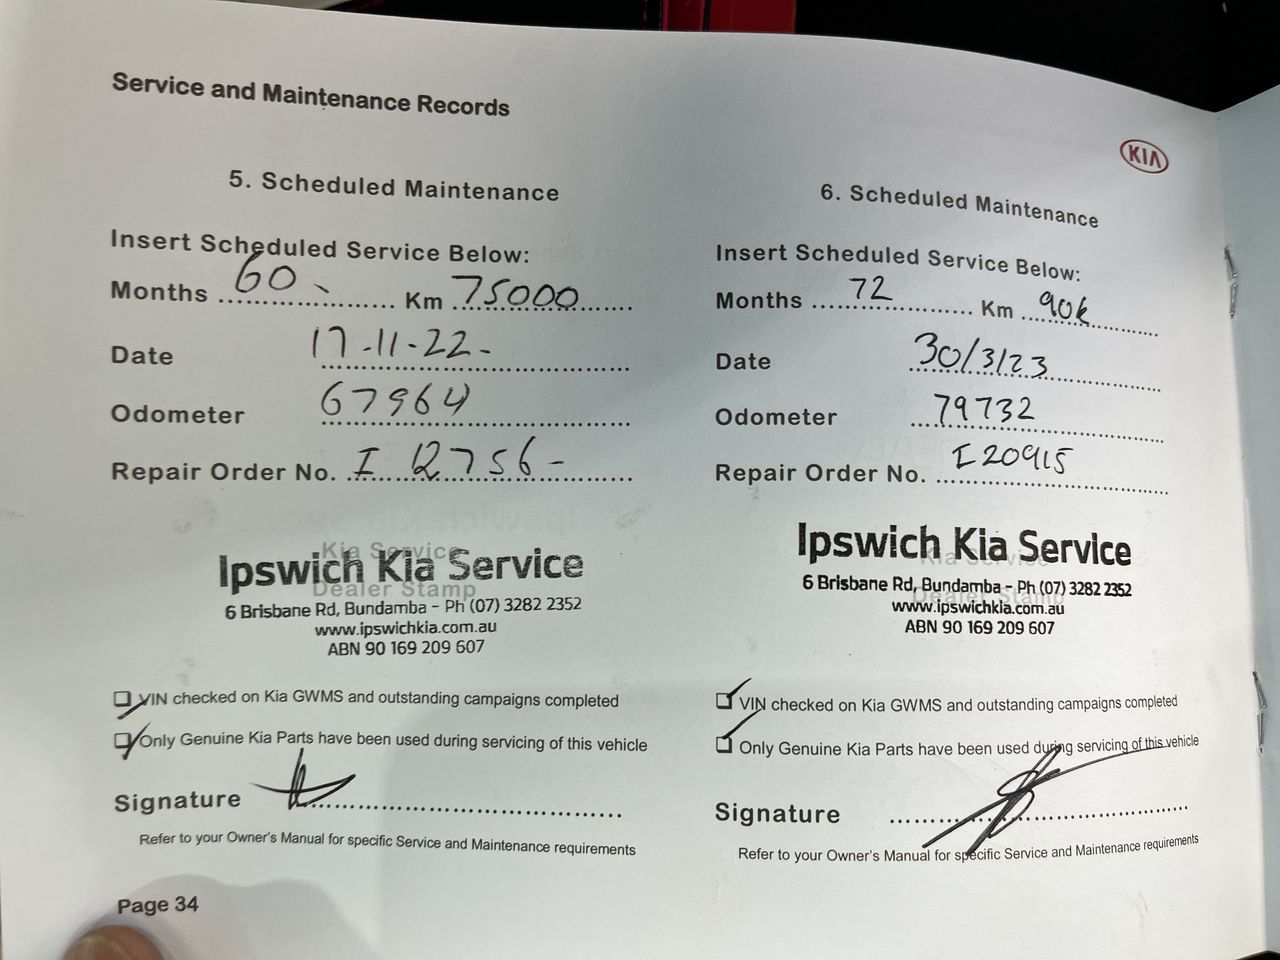 Service and Maintenance Records
KIA
5. Scheduled Maintenance
Insert Scheduled Service Below:
Months 60 - Km 75000
Date 17-11-22-
Odometer 67964
Repair Order No. I 12756-
Kia Service
Dealer Stamp
Ipswich Kia Service
6 Brisbane Rd, Bundamba - Ph (07) 3282 2352
www.ipswichkia.com.au
ABN 90 169 209 607
VIN checked on Kia GWMS and outstanding campaigns completed
Only Genuine Kia Parts have been used during servicing of this vehicle
Signature
Refer to your Owner's Manual for specific Service and Maintenance requirements
Page 34
6. Scheduled Maintenance
Insert Scheduled Service Below:
Months 72 Km 90k
Date 30/3/23
Odometer 79732
Repair Order No. I20915
Kia Service
Dealer Stamp
Ipswich Kia Service
6 Brisbane Rd, Bundamba - Ph (07) 3282 2352
www.ipswichkia.com.au
ABN 90 169 209 607
VIN checked on Kia GWMS and outstanding campaigns completed
Only Genuine Kia Parts have been used during servicing of this vehicle
Signature
Refer to your Owner's Manual for specific Service and Maintenance requirements